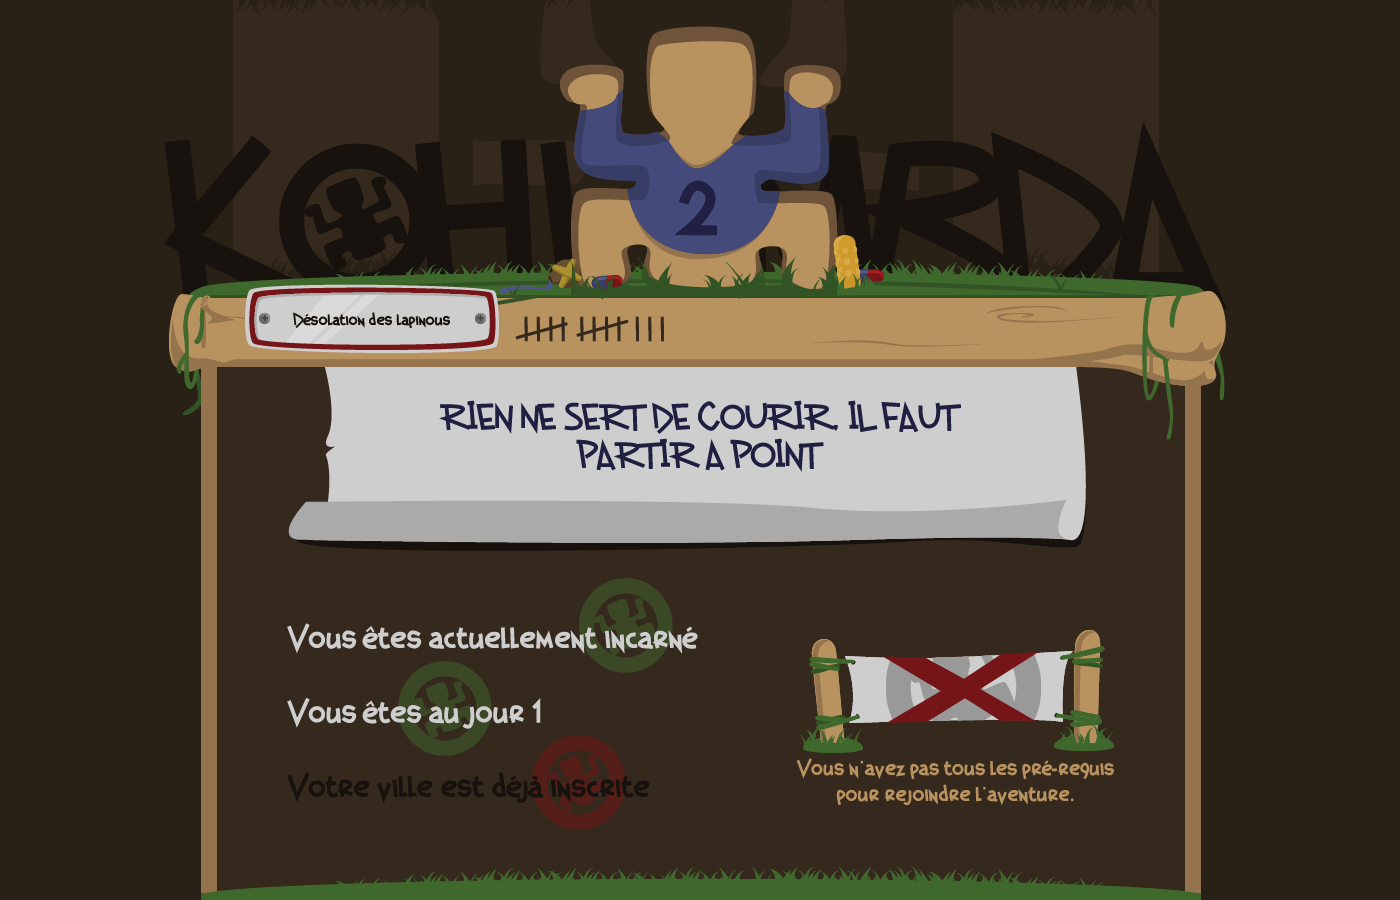 2
Désolation des lapinous
RIEN NE SERT DE COURIR, IL FAUT
PARTIR A POINT
Vous êtes actuellement incarné
Vous êtes au jour 1
Votre ville est déjà inscrite
Vous n'avez pas tous les pré-requis
pour rejoindre l'aventure.